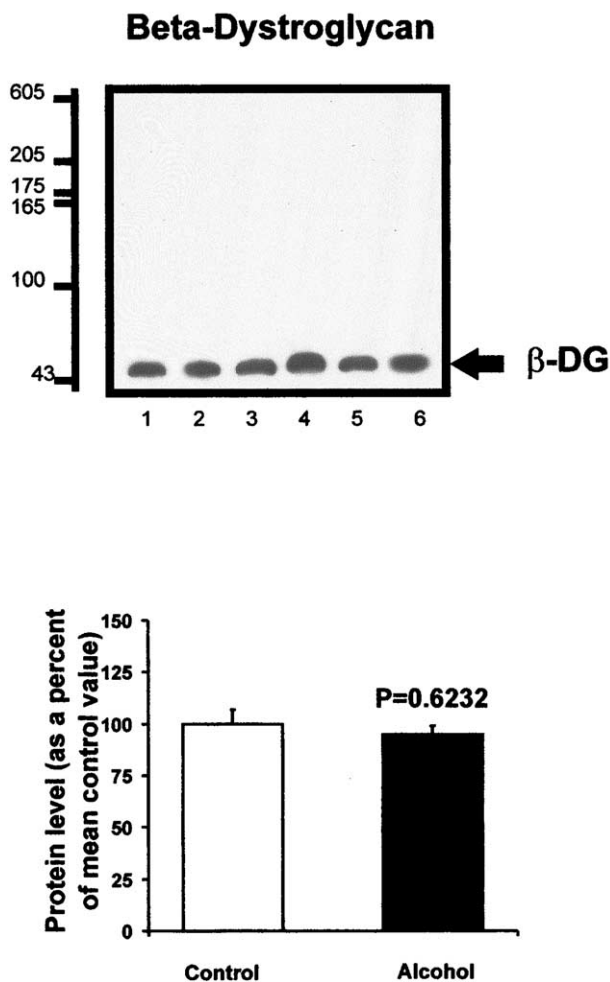 Beta-Dystroglycan
605
205
175
165
100
43
β-DG
1 2 3 4 5 6
Protein level (as a percent
of mean control value)
150
125
100
75
50
25
0
P=0.6232
Control Alcohol